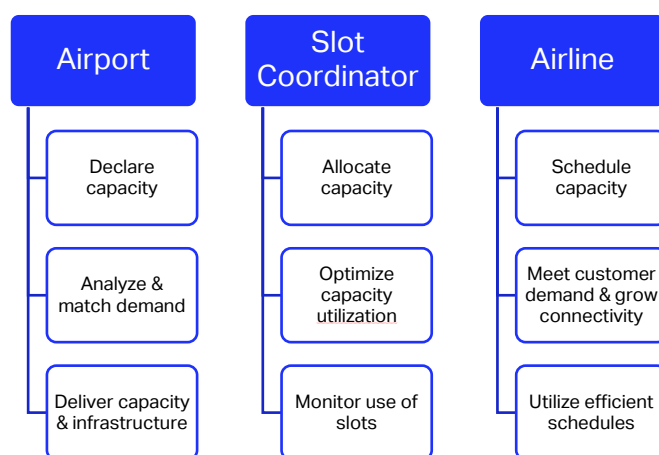 Airport
Declare
capacity
Analyze &
match demand
Deliver capacity
& infrastructure
Slot
Coordinator
Allocate
capacity
Optimize
capacity
utilization
Monitor use of
slots
Airline
Schedule
capacity
Meet customer
demand & grow
connectivity
Utilize efficient
schedules